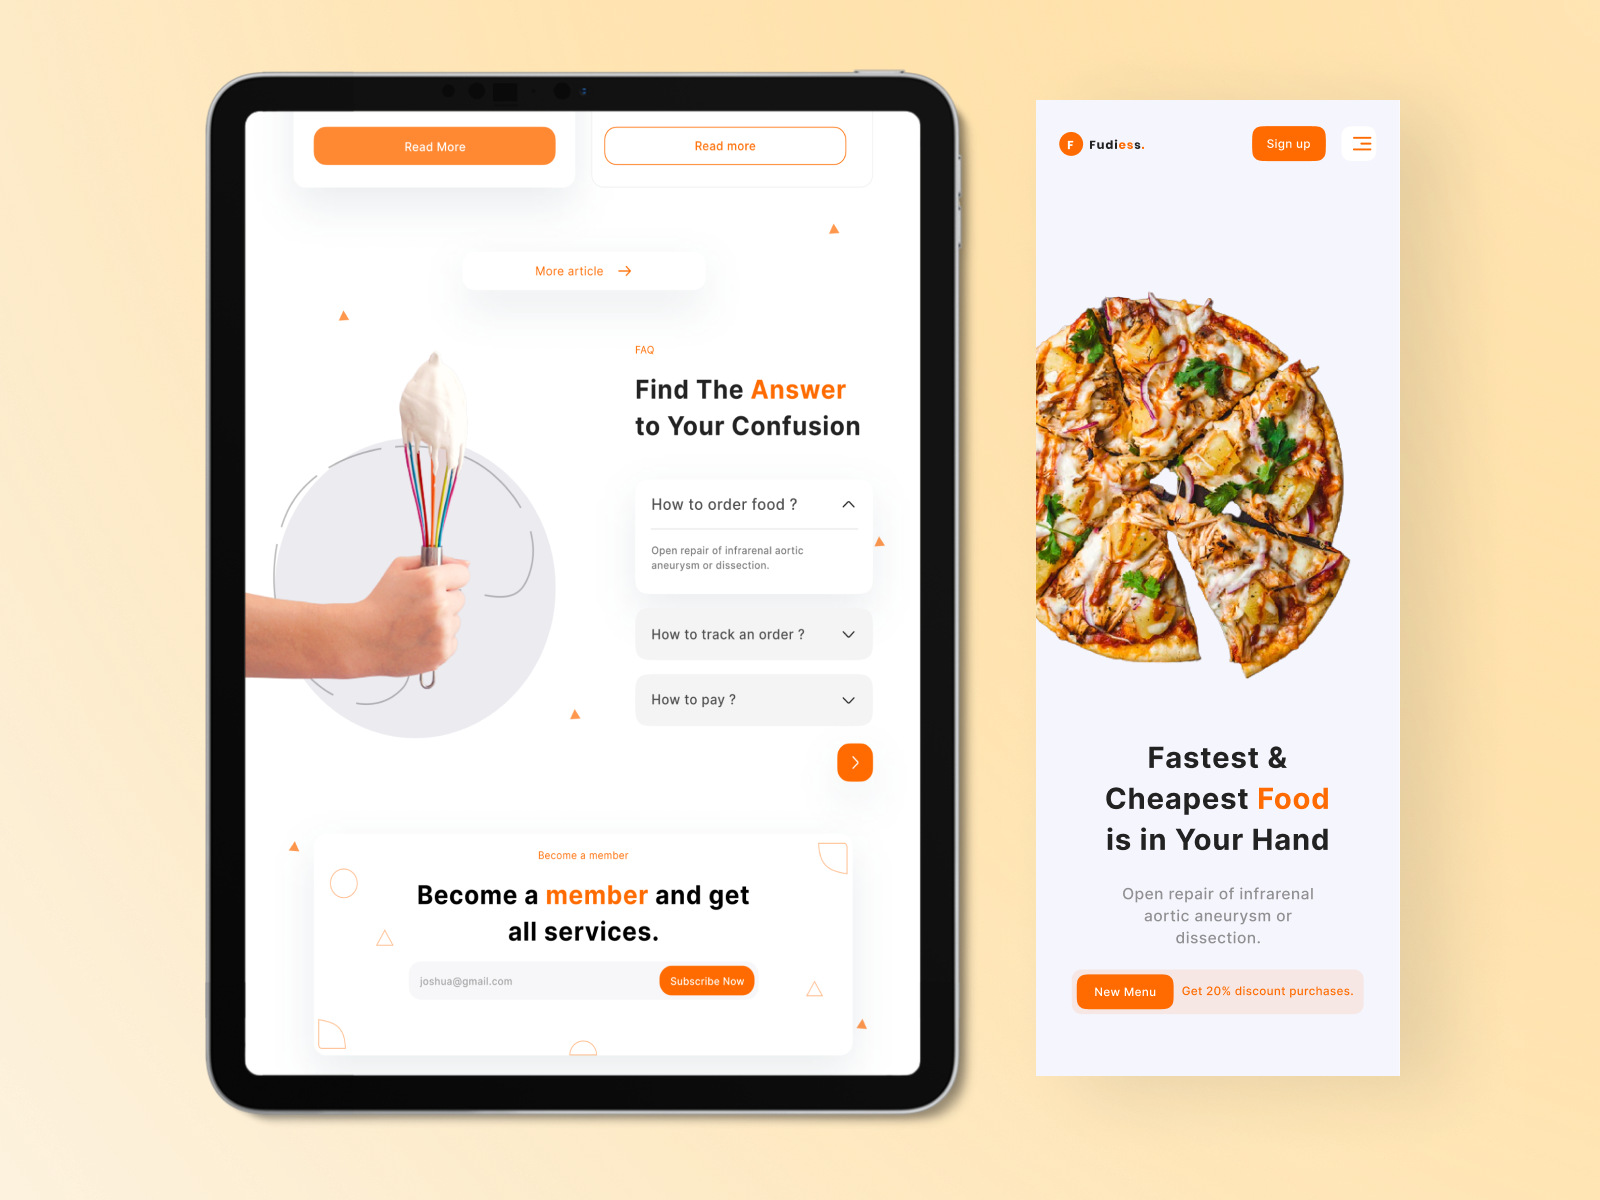 Read More
Read more
More article
FAQ
Find The Answer
to Your Confusion
How to order food ?
Open repair of infrarenal aortic
aneurysm or dissection.
How to track an order ?
How to pay ?
Become a member
Become a member and get
all services.
joshua@gmail.com
Subscribe Now
F Fudiess.
Sign up
Fastest &
Cheapest Food
is in Your Hand
Open repair of infrarenal
aortic aneurysm or
dissection.
New Menu
Get 20% discount purchases.